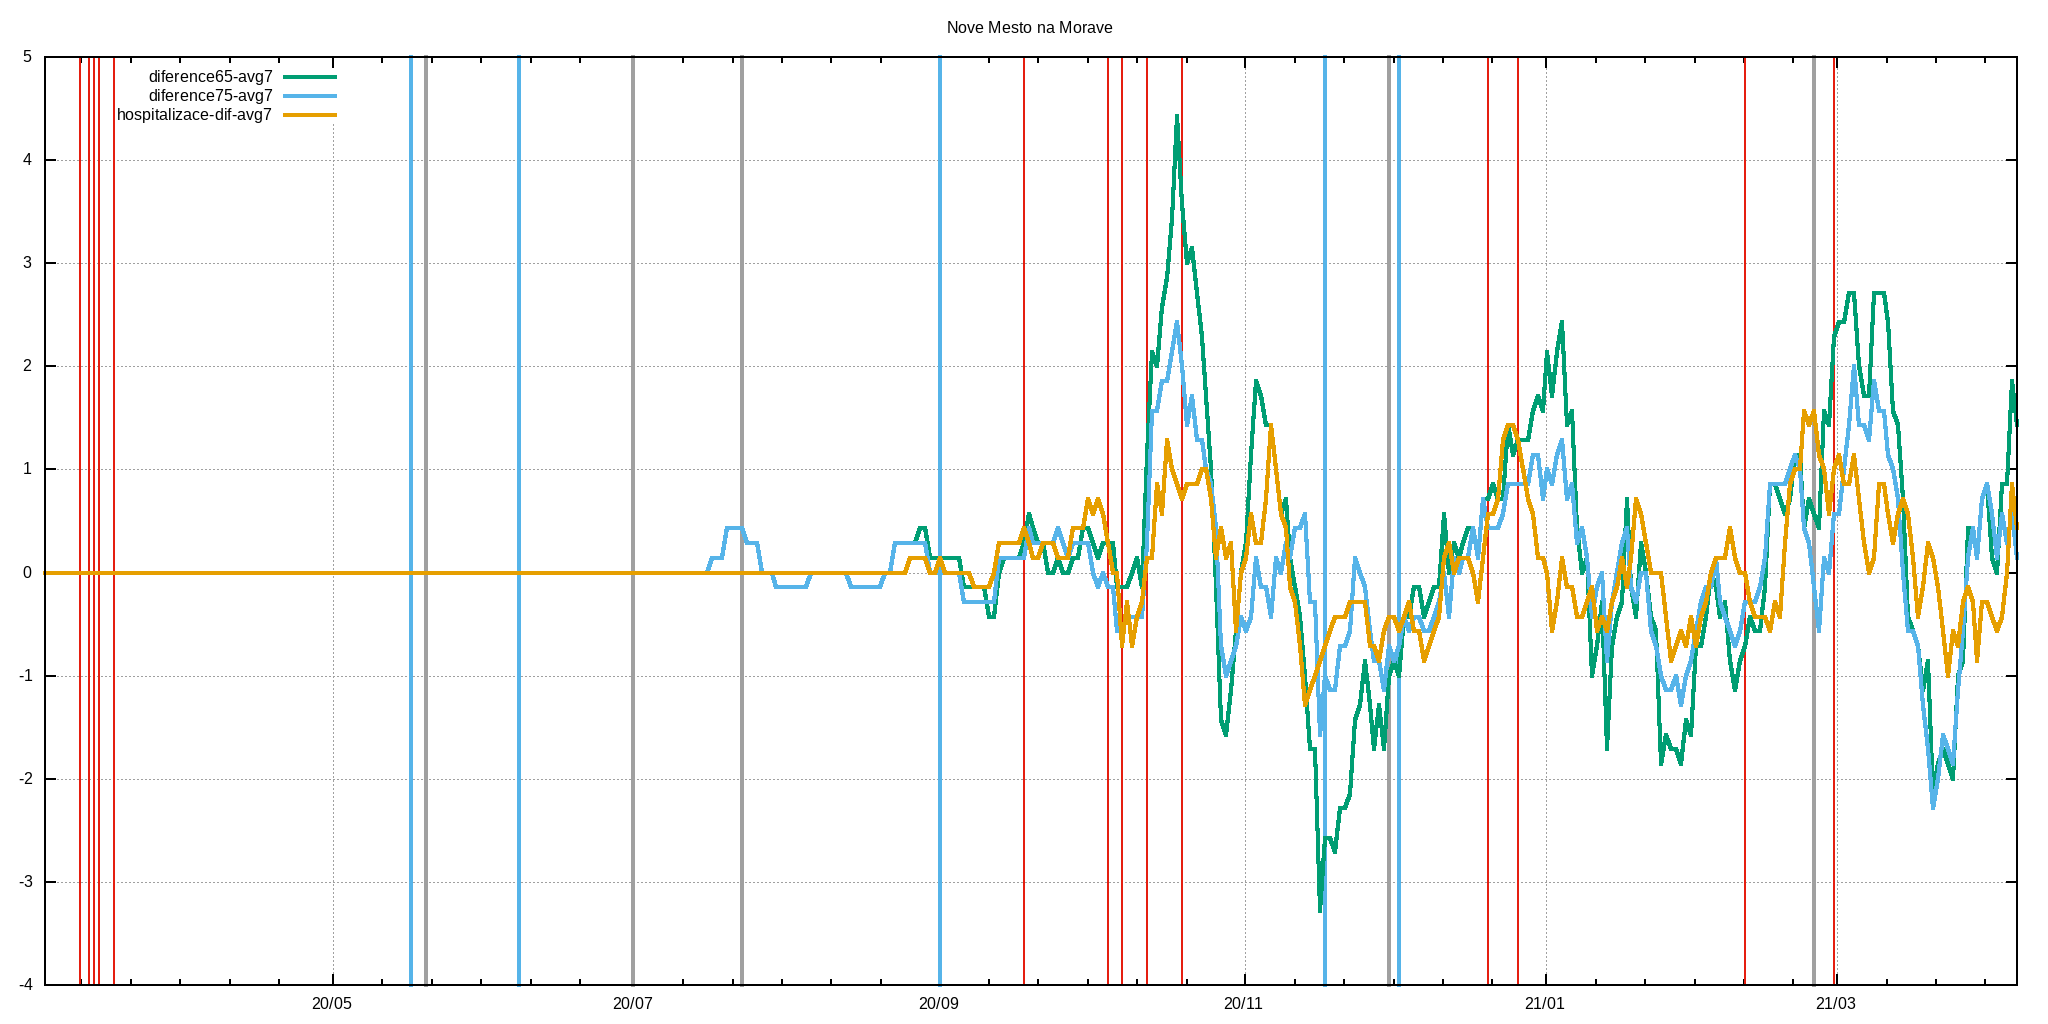 Nove Mesto na Morave
5
diference65-avg7
diference75-avg7
hospitalizace-dif-avg7
4
3
2
1
0
-1
-2
-3
-4
20/05 20/07 20/09 20/11 21/01 21/03